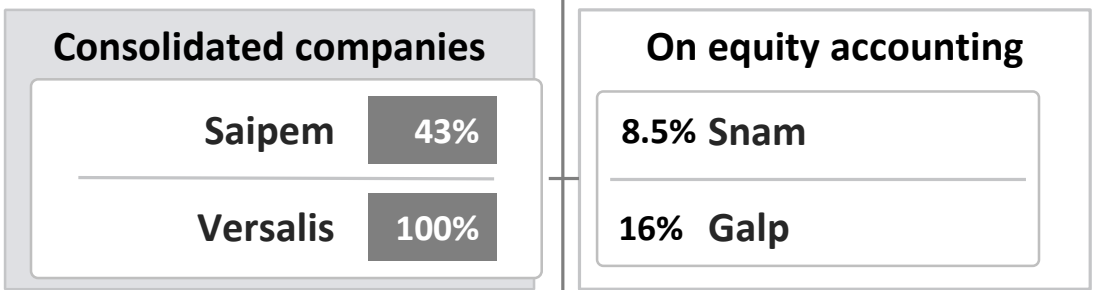 Consolidated companies
Saipem 43%
Versalis 100%
On equity accounting
8.5% Snam
16% Galp